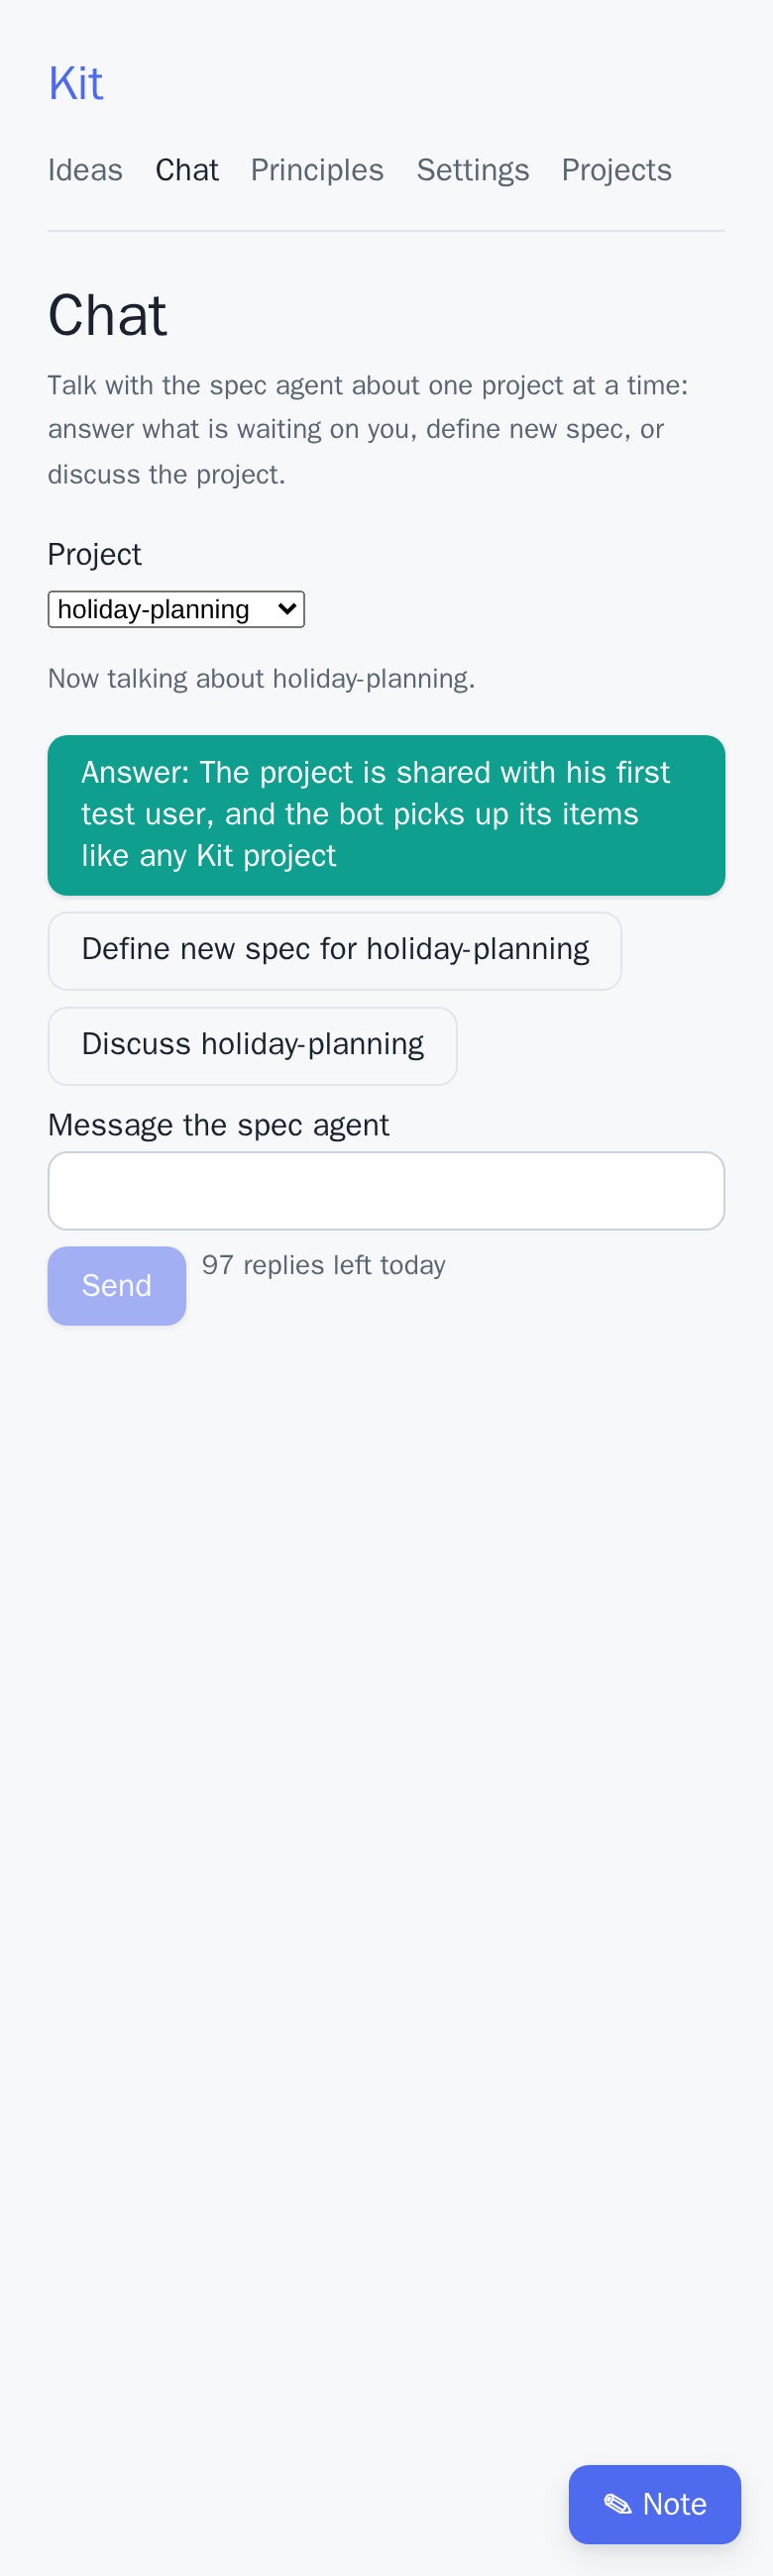 Kit
Ideas Chat Principles Settings Projects
Chat
Talk with the spec agent about one project at a time:
answer what is waiting on you, define new spec, or
discuss the project.
Project
holiday-planning
Now talking about holiday-planning.
Answer: The project is shared with his first
test user, and the bot picks up its items
like any Kit project
Define new spec for holiday-planning
Discuss holiday-planning
Message the spec agent
Send 97 replies left today
✎ Note